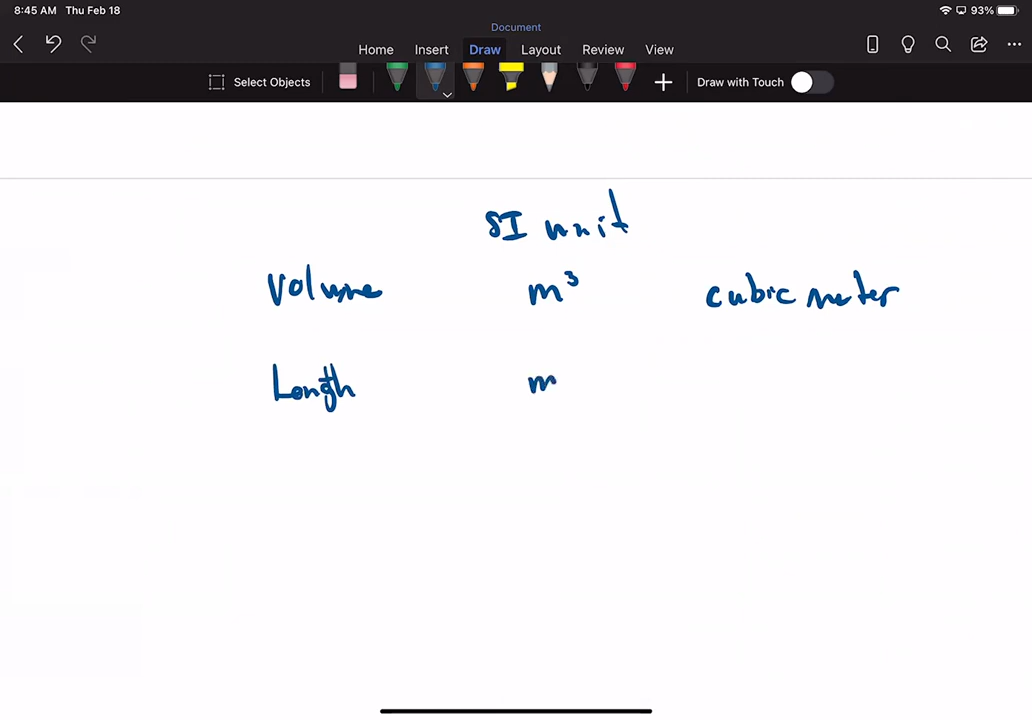 8:45 AM Thu Feb 18 93%
Document
Home Insert Draw Layout Review View
Select Objects Draw with Touch
SI unit
Volume m³ cubic meter
Length m